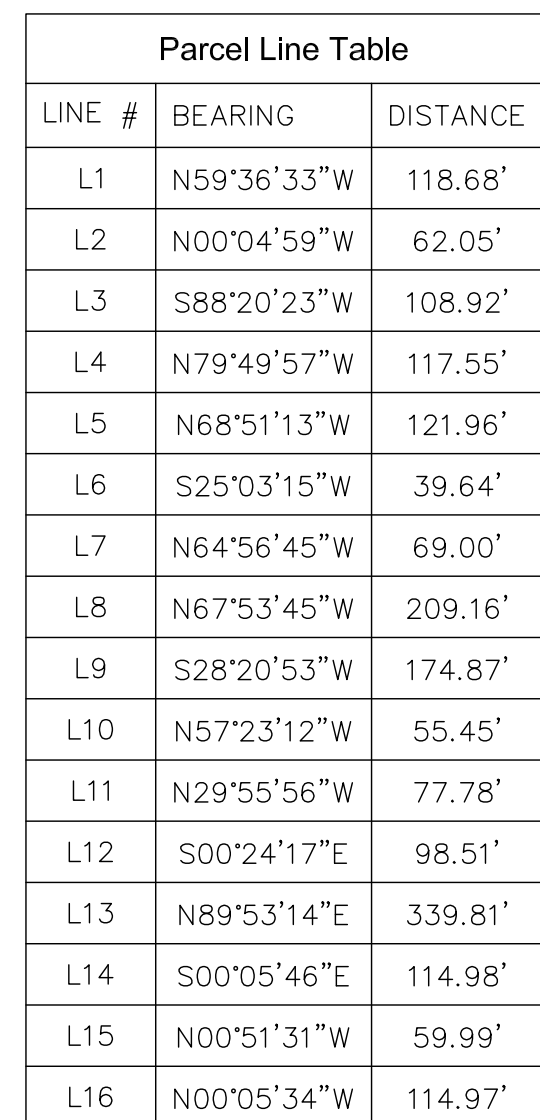 Parcel Line Table
LINE # BEARING DISTANCE
L1 N59°36'33"W 118.68'
L2 N00°04'59"W 62.05'
L3 S88°20'23"W 108.92'
L4 N79°49'57"W 117.55'
L5 N68°51'13"W 121.96'
L6 S25°03'15"W 39.64'
L7 N64°56'45"W 69.00'
L8 N67°53'45"W 209.16'
L9 S28°20'53"W 174.87'
L10 N57°23'12"W 55.45'
L11 N29°55'56"W 77.78'
L12 S00°24'17"E 98.51'
L13 N89°53'14"E 339.81'
L14 S00°05'46"E 114.98'
L15 N00°51'31"W 59.99'
L16 N00°05'34"W 114.97'